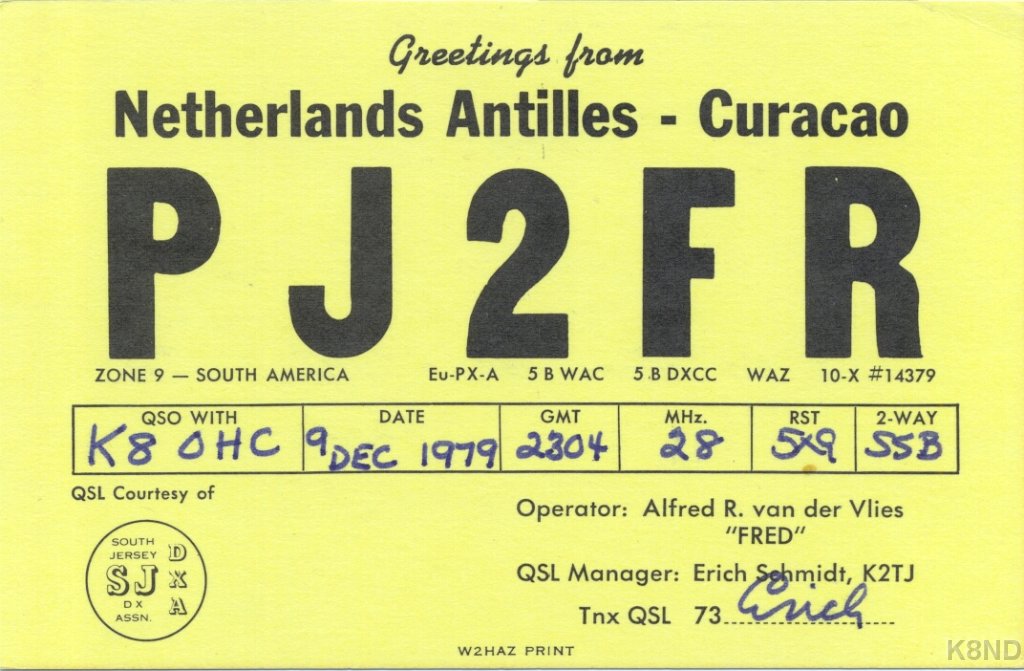 Greetings from
Netherlands Antilles - Curacao
PJ2FR
ZONE 9 — SOUTH AMERICA Eu-PX-A 5 B WAC 5 B DXCC WAZ 10-X #14379
QSO WITH DATE GMT MHz. RST 2-WAY
K8 OHC 9 DEC 1979 2304 28 5X9 SSB
QSL Courtesy of
SOUTH
JERSEY
SJ
DX
ASSN.
DXA
Operator: Alfred R. van der Vlies
"FRED"
QSL Manager: Erich Schmidt, K2TJ
Tnx QSL 73 Erich
W2HAZ PRINT
K8ND